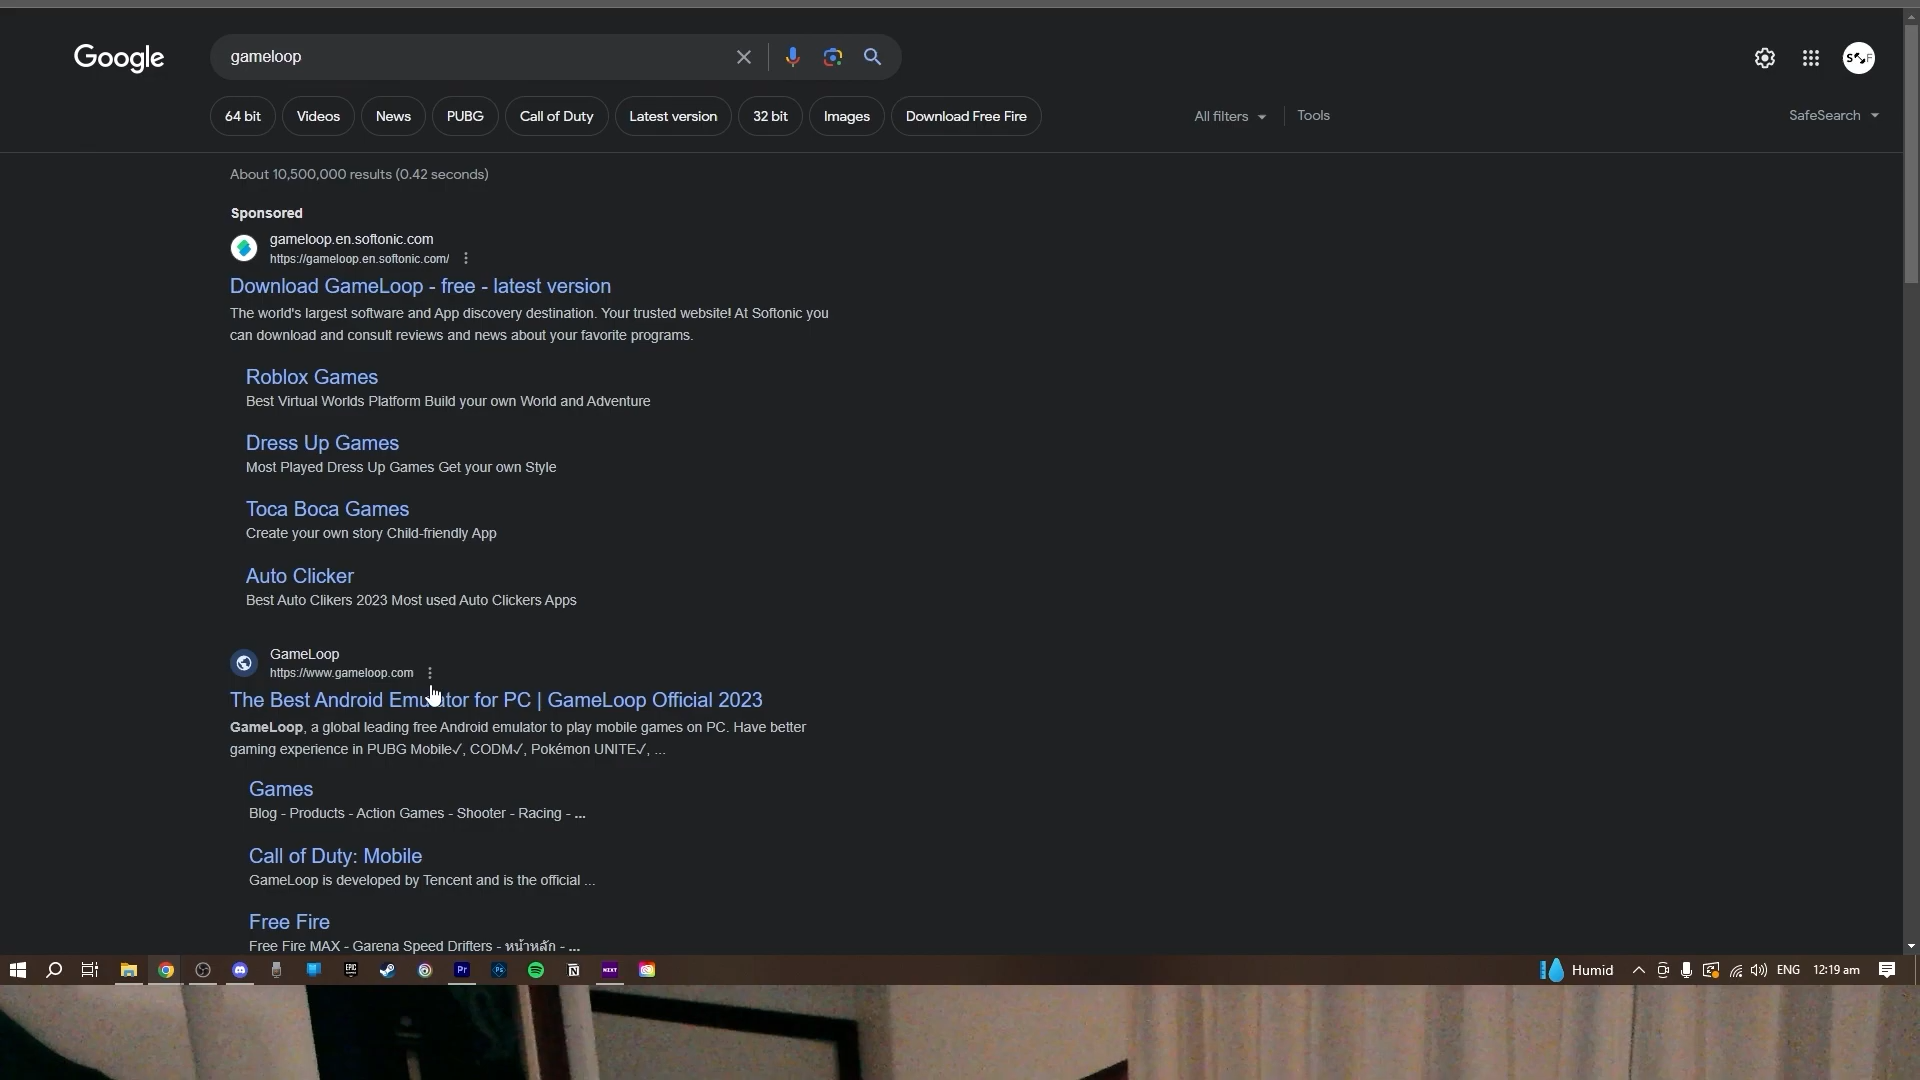 Google
gameloop
64 bit
Videos
News
PUBG
Call of Duty
Latest version
32 bit
Images
Download Free Fire
All filters
Tools
SafeSearch
About 10,500,000 results (0.42 seconds)
Sponsored
gameloop.en.softonic.com
https://gameloop.en.softonic.com/
Download GameLoop - free - latest version
The world's largest software and App discovery destination. Your trusted website! At Softonic you
can download and consult reviews and news about your favorite programs.
Roblox Games
Best Virtual Worlds Platform Build your own World and Adventure
Dress Up Games
Most Played Dress Up Games Get your own Style
Toca Boca Games
Create your own story Child-friendly App
Auto Clicker
Best Auto Clikers 2023 Most used Auto Clickers Apps
GameLoop
https://www.gameloop.com
The Best Android Emulator for PC | GameLoop Official 2023
GameLoop, a global leading free Android emulator to play mobile games on PC. Have better
gaming experience in PUBG Mobile✓, CODM✓, Pokémon UNITE✓, ...
Games
Blog - Products - Action Games - Shooter - Racing - ...
Call of Duty: Mobile
GameLoop is developed by Tencent and is the official ...
Free Fire
Free Fire MAX - Garena Speed Drifters - หน้าหลัก - ...
EPIC
Pr
Ps
N
NZXT
Humid
ENG
12:19 am